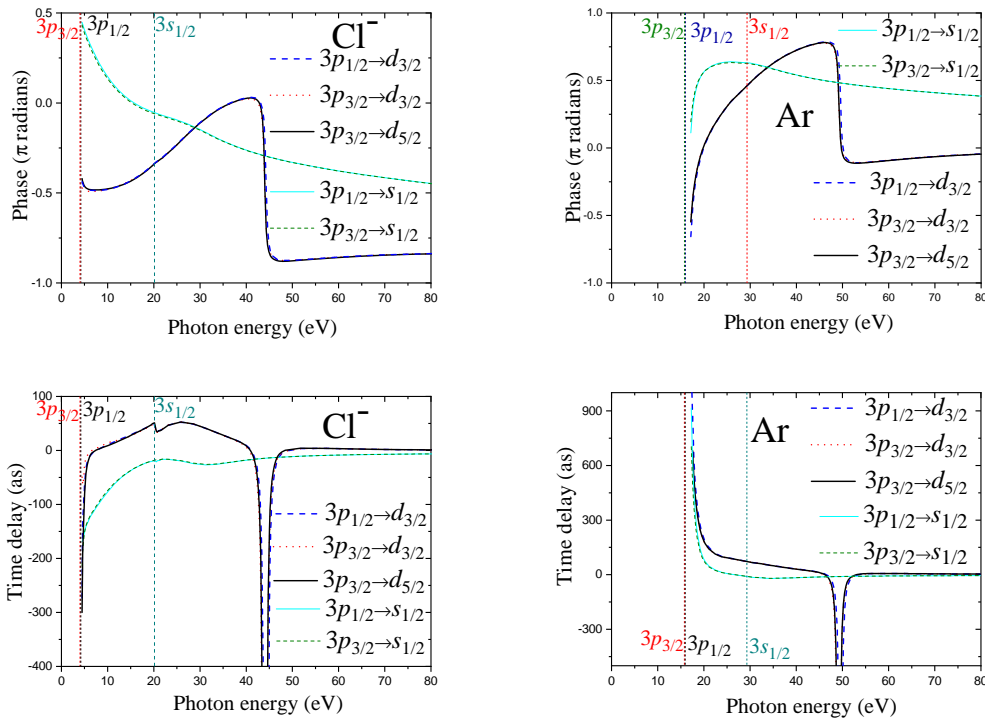 3p3/2 3p1/2 3s1/2 Cl−
3p1/2→d3/2
3p3/2→d3/2
3p3/2→d5/2
3p1/2→s1/2
3p3/2→s1/2
0.5
0.0
-0.5
-1.0
Phase (π radians)
0 10 20 30 40 50 60 70 80
Photon energy (eV)
3p3/2 3p1/2 3s1/2
3p1/2→s1/2
3p3/2→s1/2
Ar
3p1/2→d3/2
3p3/2→d3/2
3p3/2→d5/2
1.0
0.5
0.0
-0.5
-1.0
Phase (π radians)
0 10 20 30 40 50 60 70 80
Photon energy (eV)
3p3/2 3p1/2 3s1/2 Cl−
3p1/2→d3/2
3p3/2→d3/2
3p3/2→d5/2
3p1/2→s1/2
3p3/2→s1/2
100
0
-100
-200
-300
-400
Time delay (as)
0 10 20 30 40 50 60 70 80
Photon energy (eV)
Ar
3p1/2→d3/2
3p3/2→d3/2
3p3/2→d5/2
3p1/2→s1/2
3p3/2→s1/2
3p3/2 3p1/2 3s1/2
900
600
300
0
-300
Time delay (as)
0 10 20 30 40 50 60 70 80
Photon energy (eV)